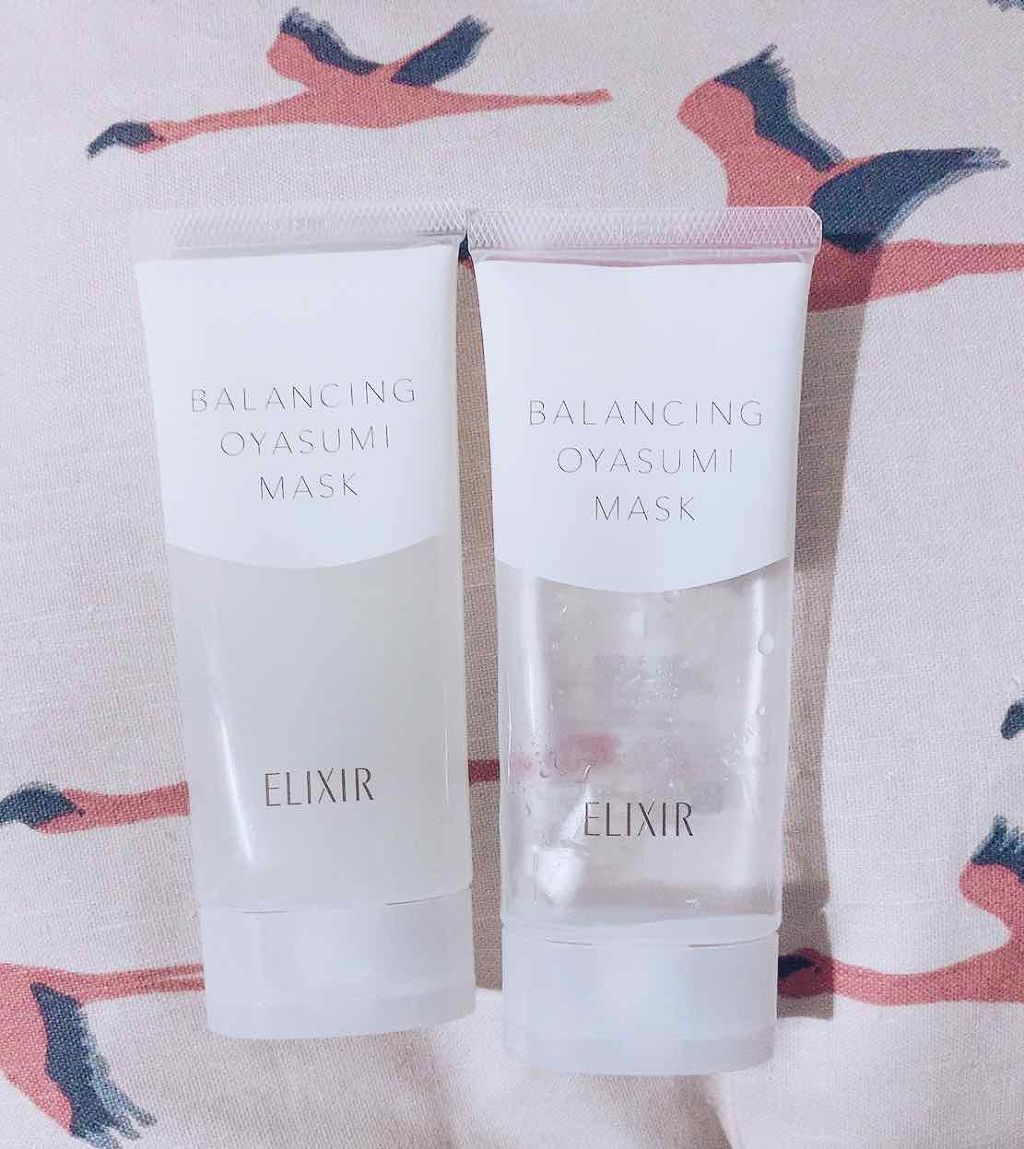 BALANCING
OYASUMI
MASK
ELIXIR
BALANCING
OYASUMI
MASK
ELIXIR